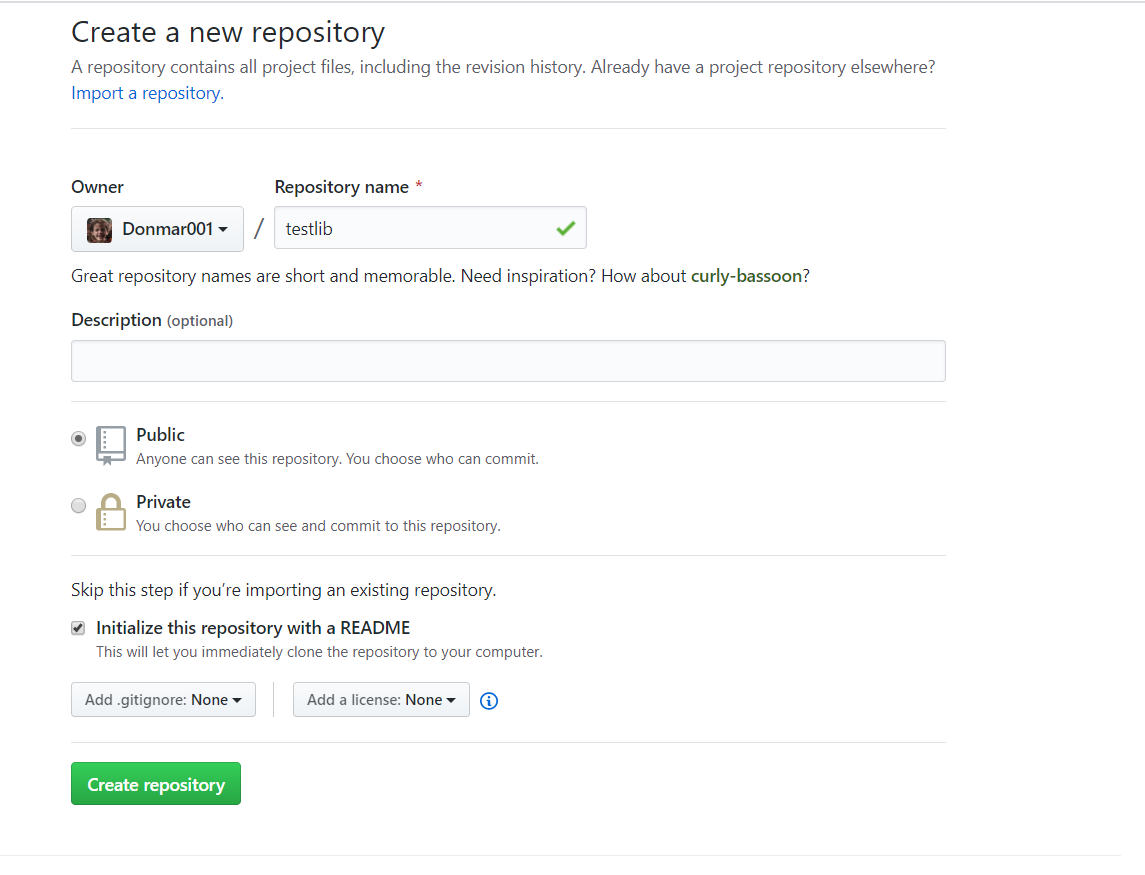 Create a new repository
A repository contains all project files, including the revision history. Already have a project repository elsewhere?
Import a repository.
Owner
Repository name *
Donmar001 / testlib
Great repository names are short and memorable. Need inspiration? How about curly-bassoon?
Description (optional)
Public
Anyone can see this repository. You choose who can commit.
Private
You choose who can see and commit to this repository.
Skip this step if you’re importing an existing repository.
Initialize this repository with a README
This will let you immediately clone the repository to your computer.
Add .gitignore: None
Add a license: None
Create repository